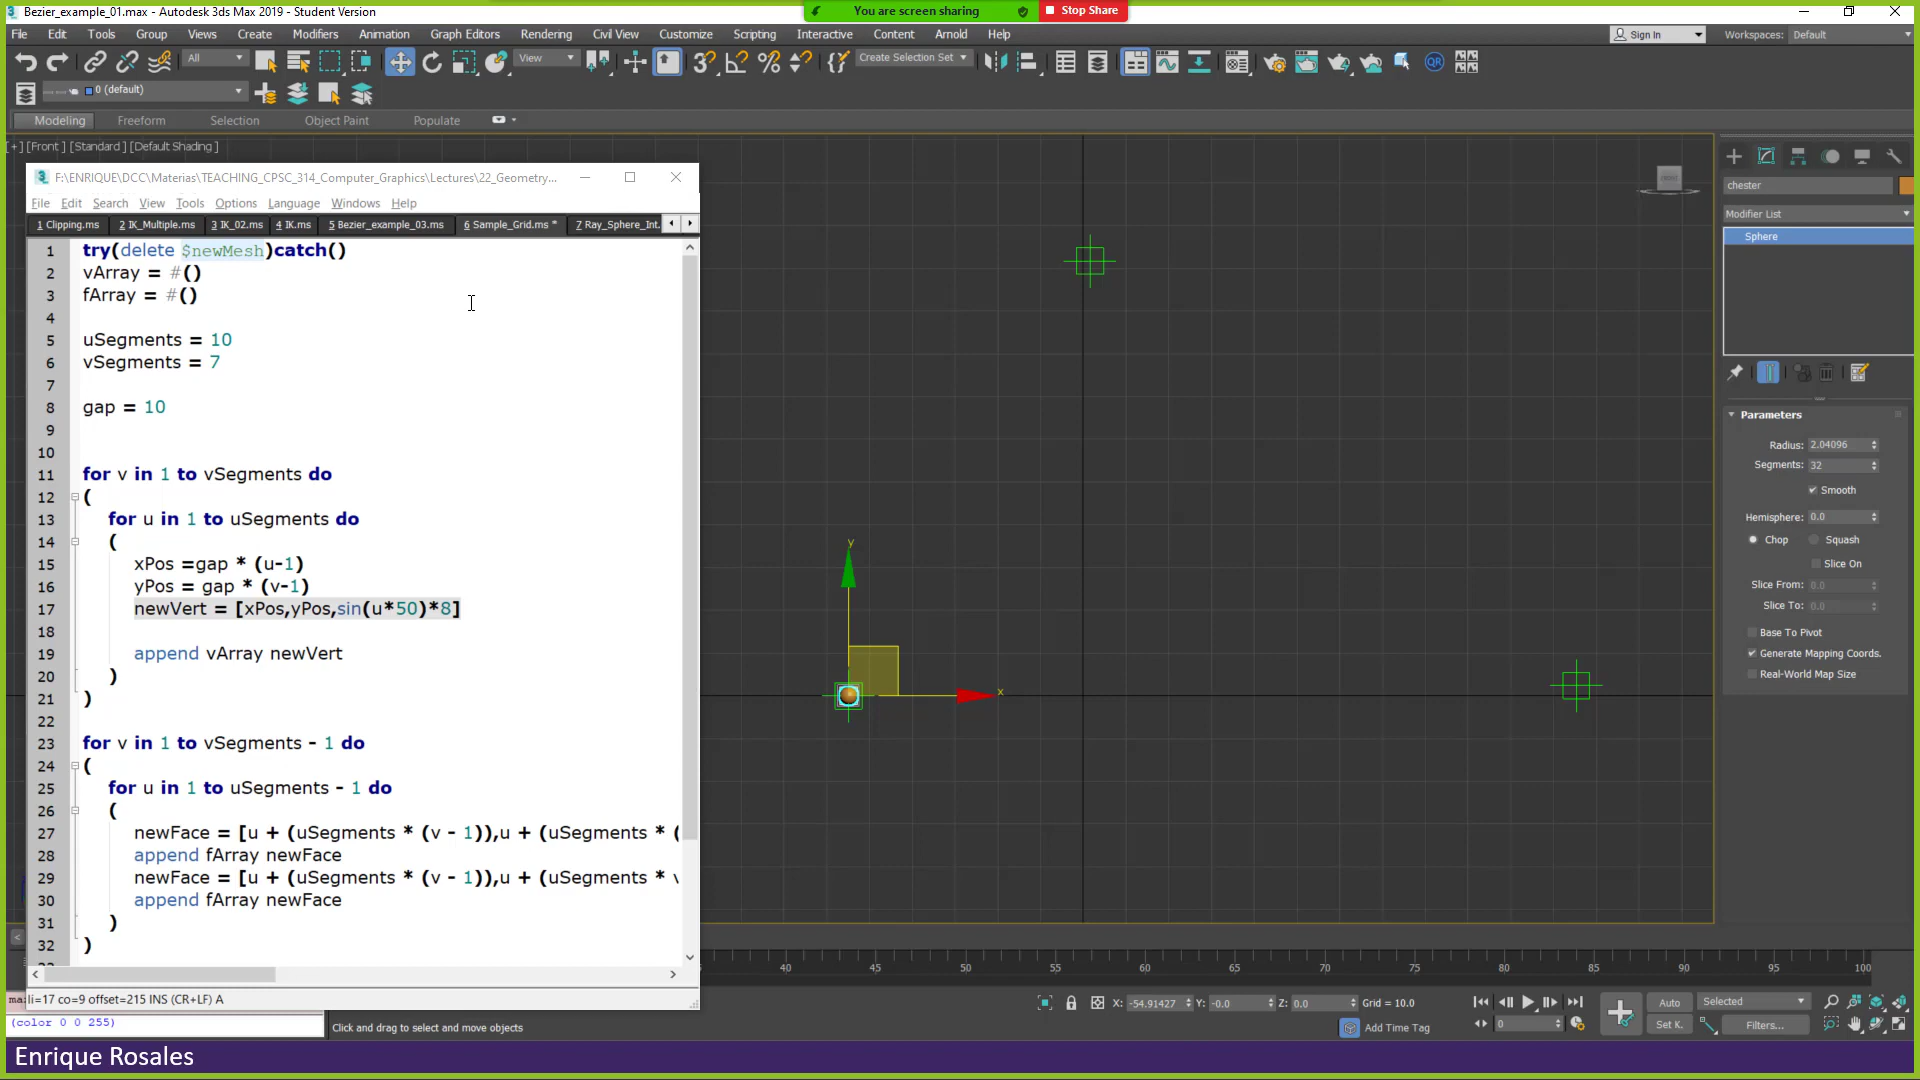 Bezier_example_01.max - Autodesk 3ds Max 2019 - Student Version
You are screen sharing
Stop Share
File Edit Tools Group Views Create Modifiers Animation Graph Editors Rendering Civil View Customize Scripting Interactive Content Arnold Help
Sign In
Workspaces: Default
All
View
Create Selection Set
QR
0 (default)
Modeling Freeform Selection Object Paint Populate
[+] [Front ] [Standard ] [Default Shading ]
F:\ENRIQUE\DCC\Materias\TEACHING_CPSC_314_Computer_Graphics\Lectures\22_Geometry...
File Edit Search View Tools Options Language Windows Help
1 Clipping.ms 2 IK_Multiple.ms 3 IK_02.ms 4 IK.ms 5 Bezier_example_03.ms 6 Sample_Grid.ms * 7 Ray_Sphere_Int.
1 try(delete $newMesh)catch()
2 vArray = #()
3 fArray = #()
4
5 uSegments = 10
6 vSegments = 7
7
8 gap = 10
9
10
11 for v in 1 to vSegments do
12 (
13 for u in 1 to uSegments do
14 (
15 xPos =gap * (u-1)
16 yPos = gap * (v-1)
17 newVert = [xPos,yPos,sin(u*50)*8]
18
19 append vArray newVert
20 )
21 )
22
23 for v in 1 to vSegments - 1 do
24 (
25 for u in 1 to uSegments - 1 do
26 (
27 newFace = [u + (uSegments * (v - 1)),u + (uSegments * (
28 append fArray newFace
29 newFace = [u + (uSegments * (v - 1)),u + (uSegments * v
30 append fArray newFace
31 )
32 )
li=17 co=9 offset=215 INS (CR+LF) A
(color 0 0 255)
Click and drag to select and move objects
y
x
chester
Modifier List
Sphere
Parameters
Radius: 2.04096
Segments: 32
Smooth
Hemisphere: 0.0
Chop Squash
Slice On
Slice From: 0.0
Slice To: 0.0
Base To Pivot
Generate Mapping Coords.
Real-World Map Size
40 45 50 55 60 65 70 75 80 85 90 95 100
X: -54.91427 Y: -0.0 Z: 0.0 Grid = 10.0
Add Time Tag
0
Auto
Selected
Set K.
Filters...
Enrique Rosales